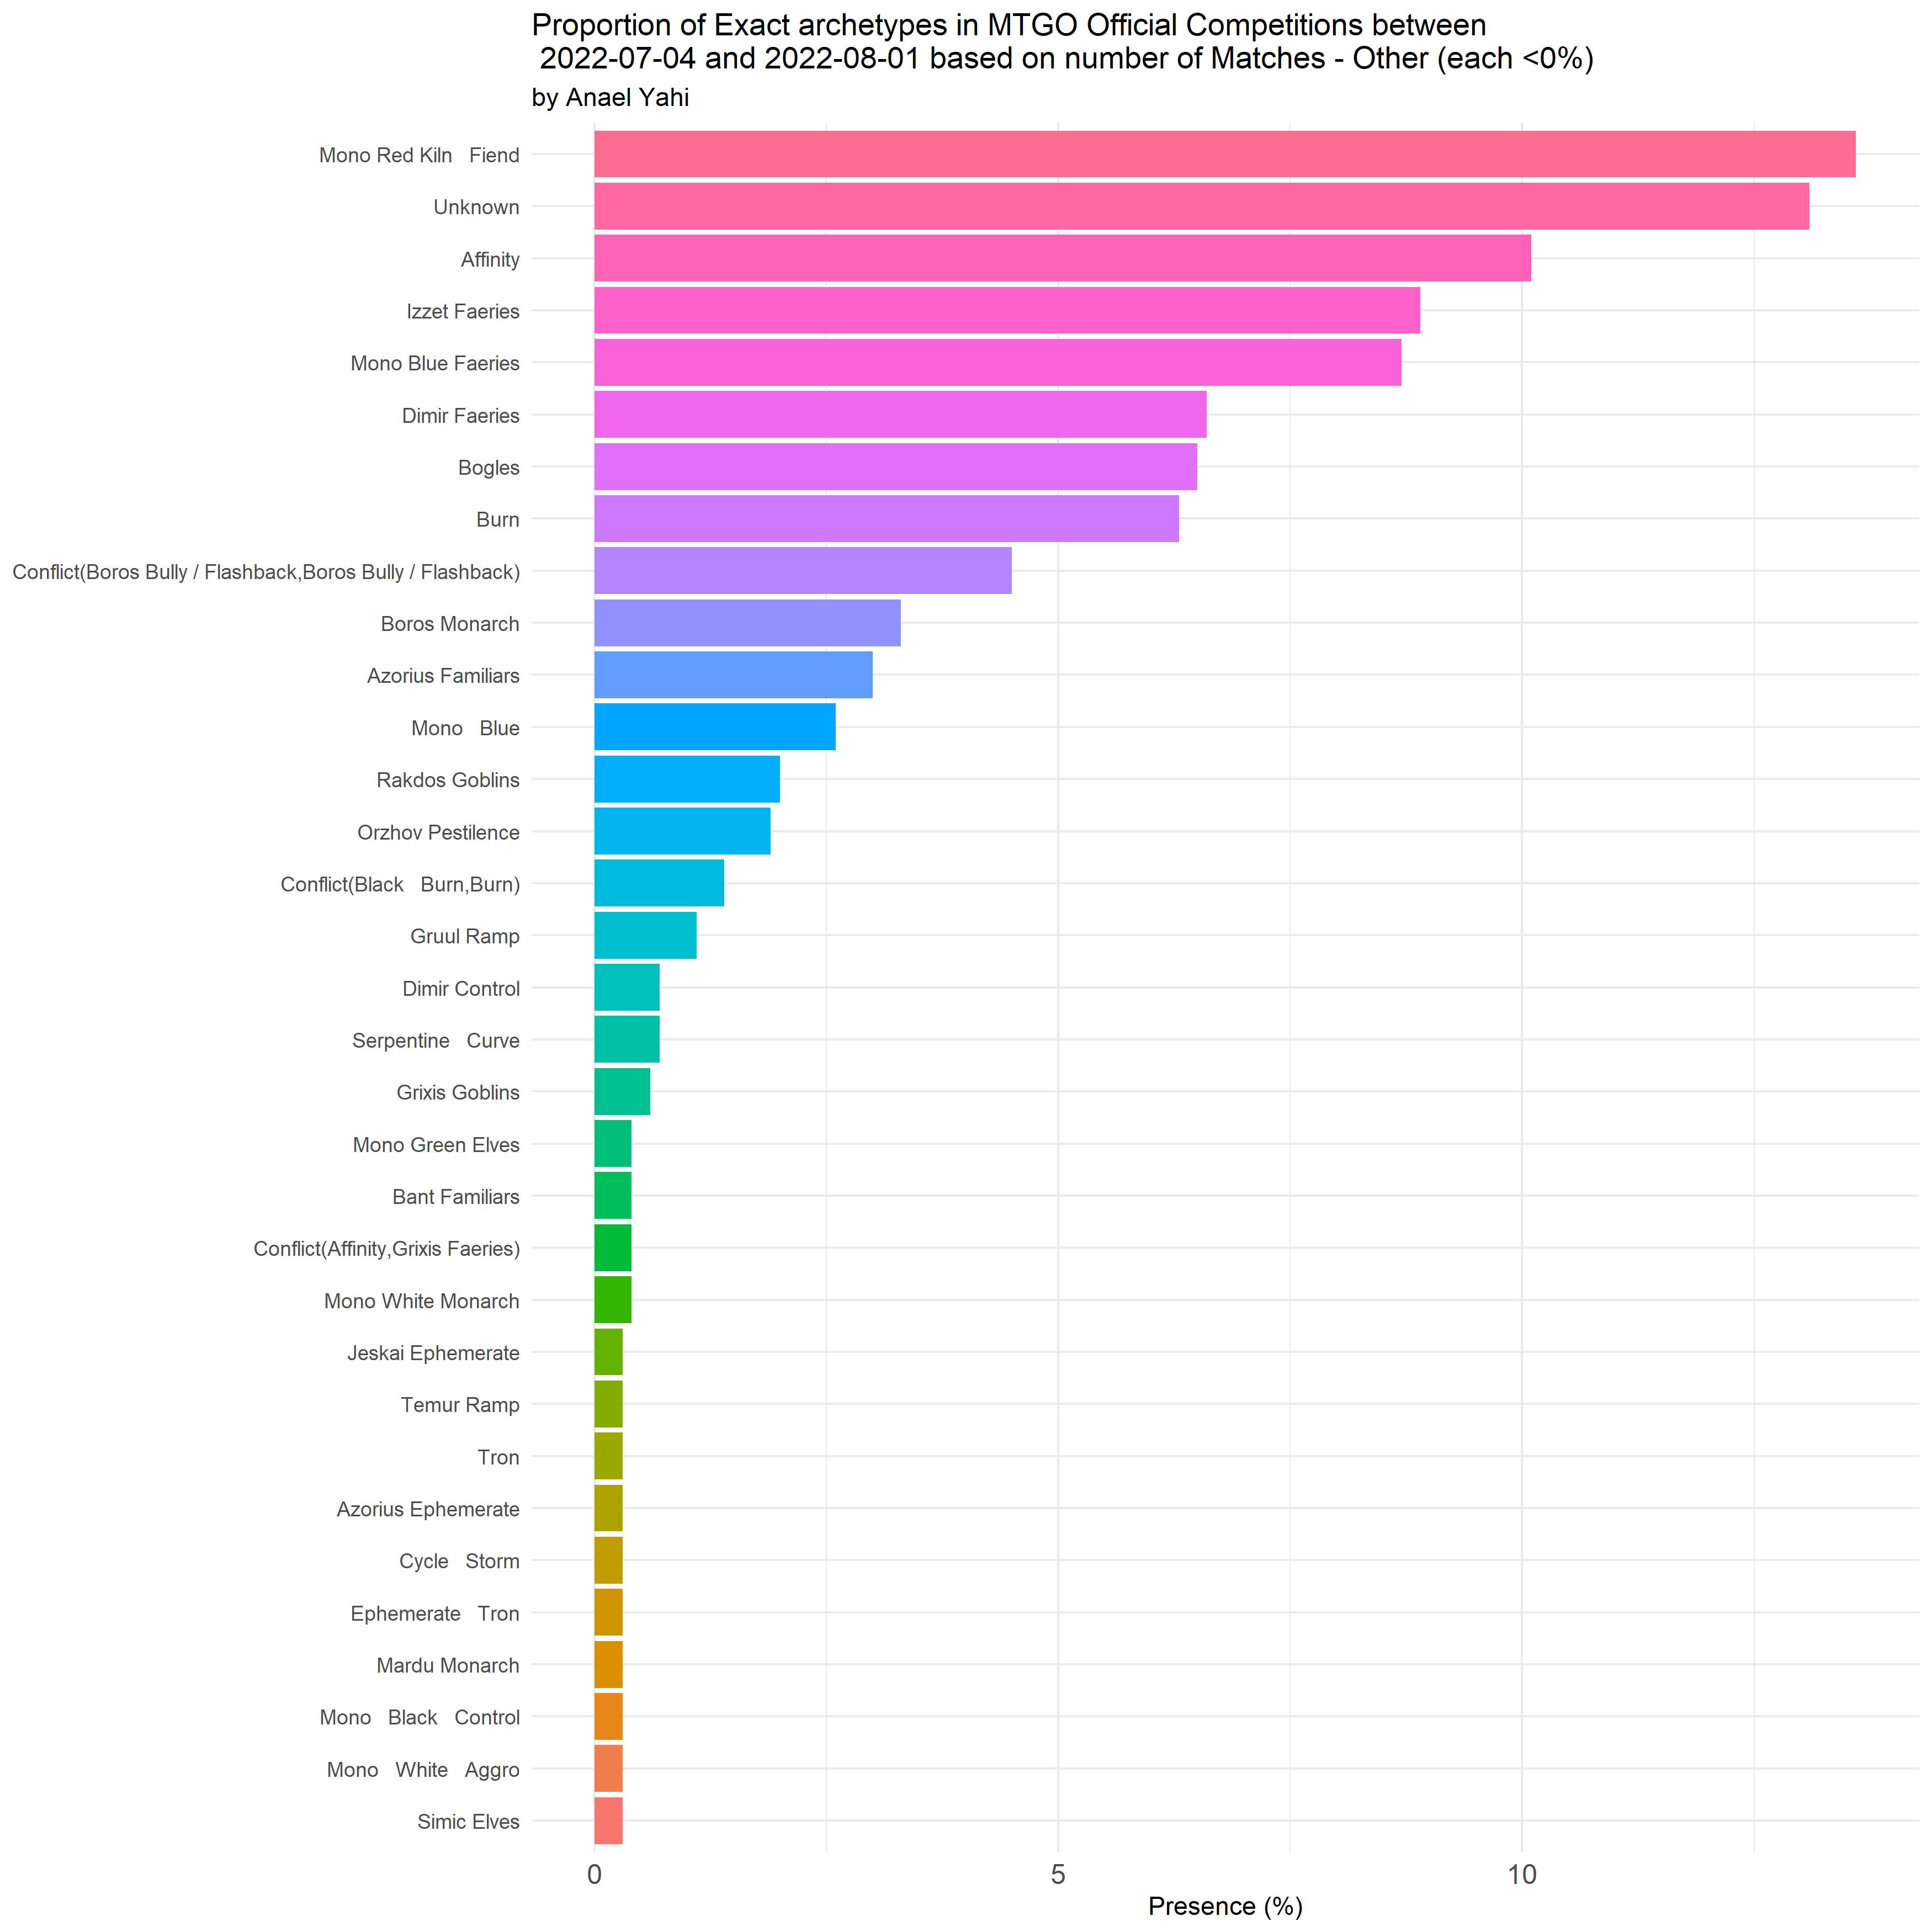 Proportion of Exact archetypes in MTGO Official Competitions between
2022-07-04 and 2022-08-01 based on number of Matches - Other (each <0%)
by Anael Yahi
Mono Red Kiln   Fiend
Unknown
Affinity
Izzet Faeries
Mono Blue Faeries
Dimir Faeries
Bogles
Burn
Conflict(Boros Bully / Flashback,Boros Bully / Flashback)
Boros Monarch
Azorius Familiars
Mono   Blue
Rakdos Goblins
Orzhov Pestilence
Conflict(Black   Burn,Burn)
Gruul Ramp
Dimir Control
Serpentine   Curve
Grixis Goblins
Mono Green Elves
Bant Familiars
Conflict(Affinity,Grixis Faeries)
Mono White Monarch
Jeskai Ephemerate
Temur Ramp
Tron
Azorius Ephemerate
Cycle   Storm
Ephemerate   Tron
Mardu Monarch
Mono   Black   Control
Mono   White   Aggro
Simic Elves
0 5 10
Presence (%)